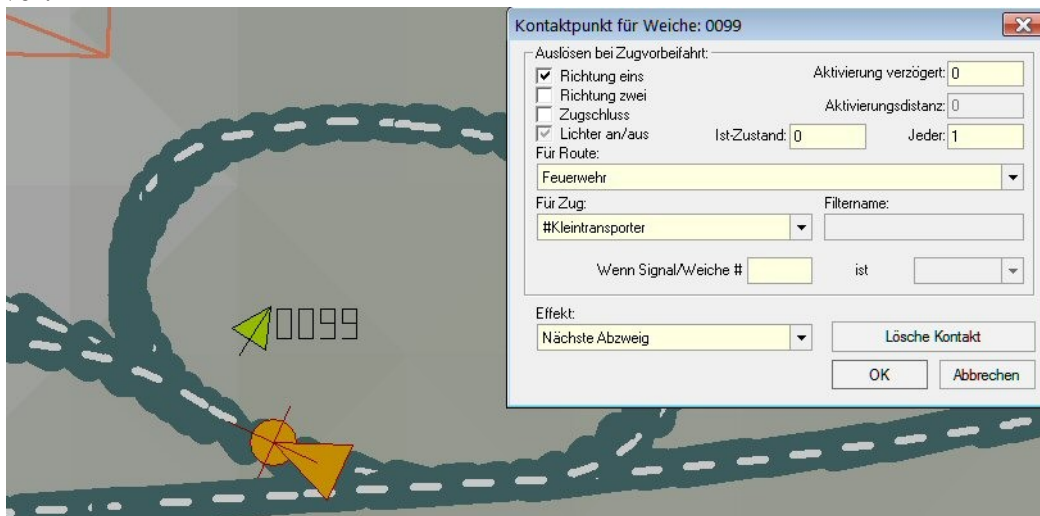 Kontaktpunkt für Weiche: 0099
Auslösen bei Zugvorbeifahrt:
Richtung eins
Aktivierung verzögert: 0
Richtung zwei
Zugschluss
Aktivierungsdistanz: 0
Lichter an/aus
Ist-Zustand: 0
Jeder: 1
Für Route:
Feuerwehr
Für Zug:
Filtername:
#Kleintransporter
Wenn Signal/Weiche #
ist
Effekt:
Nächste Abzweig
Lösche Kontakt
OK
Abbrechen
0099